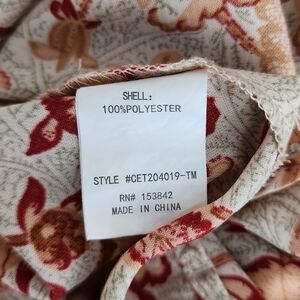 SHELL:
100%POLYESTER
STYLE #CET204019-TM
RN# 153842
MADE IN CHINA